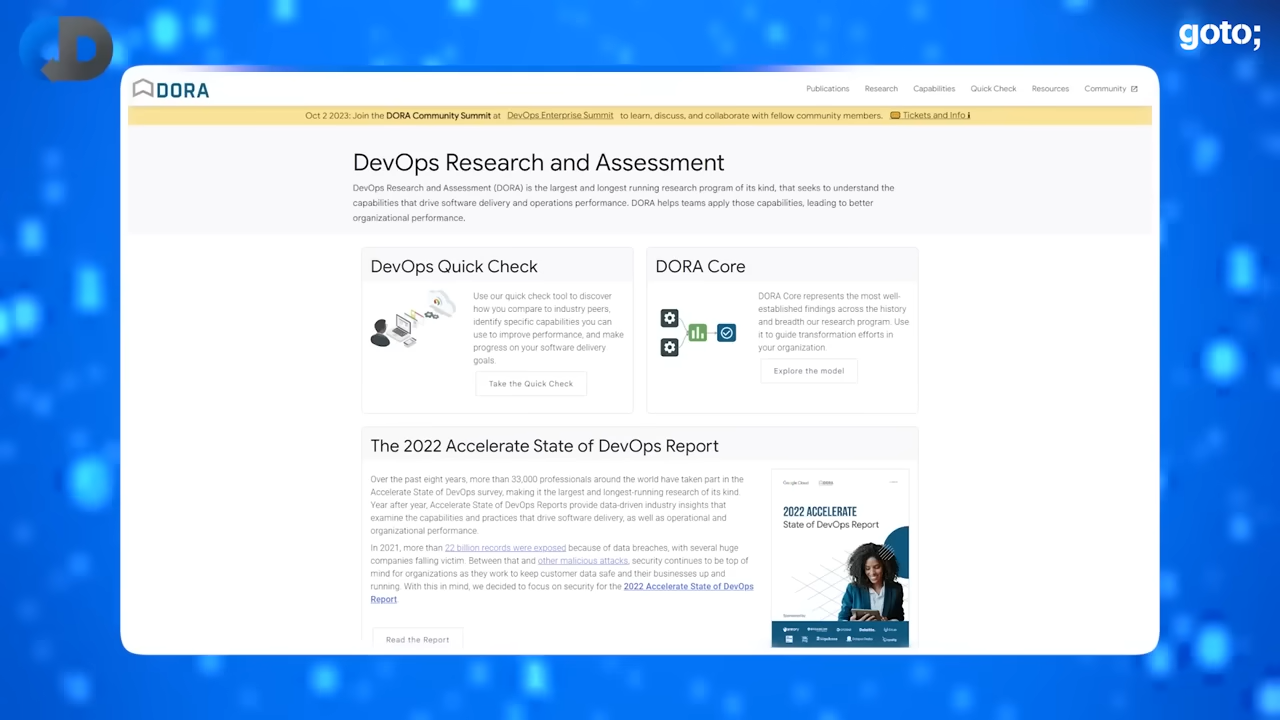 CD
goto;
DORA
Publications Research Capabilities Quick Check Resources Community
Oct 2 2023: Join the DORA Community Summit at DevOps Enterprise Summit to learn, discuss, and collaborate with fellow community members. Tickets and Info
DevOps Research and Assessment
DevOps Research and Assessment (DORA) is the largest and longest running research program of its kind, that seeks to understand the
capabilities that drive software delivery and operations performance. DORA helps teams apply those capabilities, leading to better
organizational performance.
DevOps Quick Check
Use our quick check tool to discover
how you compare to industry peers,
identify specific capabilities you can
use to improve performance, and make
progress on your software delivery
goals.
Take the Quick Check
DORA Core
DORA Core represents the most well-
established findings across the history
and breadth our research program. Use
it to guide transformation efforts in
your organization.
Explore the model
The 2022 Accelerate State of DevOps Report
Over the past eight years, more than 33,000 professionals around the world have taken part in the
Accelerate State of DevOps survey, making it the largest and longest-running research of its kind.
Year after year, Accelerate State of DevOps Reports provide data-driven industry insights that
examine the capabilities and practices that drive software delivery, as well as operational and
organizational performance.
In 2021, more than 22 billion records were exposed because of data breaches, with several huge
companies falling victim. Between that and other malicious attacks, security continues to be top of
mind for organizations as they work to keep customer data safe and their businesses up and
running. With this in mind, we decided to focus on security for the 2022 Accelerate State of DevOps
Report
Read the Report
Google Cloud DORA
2022 ACCELERATE
State of DevOps Report
Sponsored by
Deloitte.